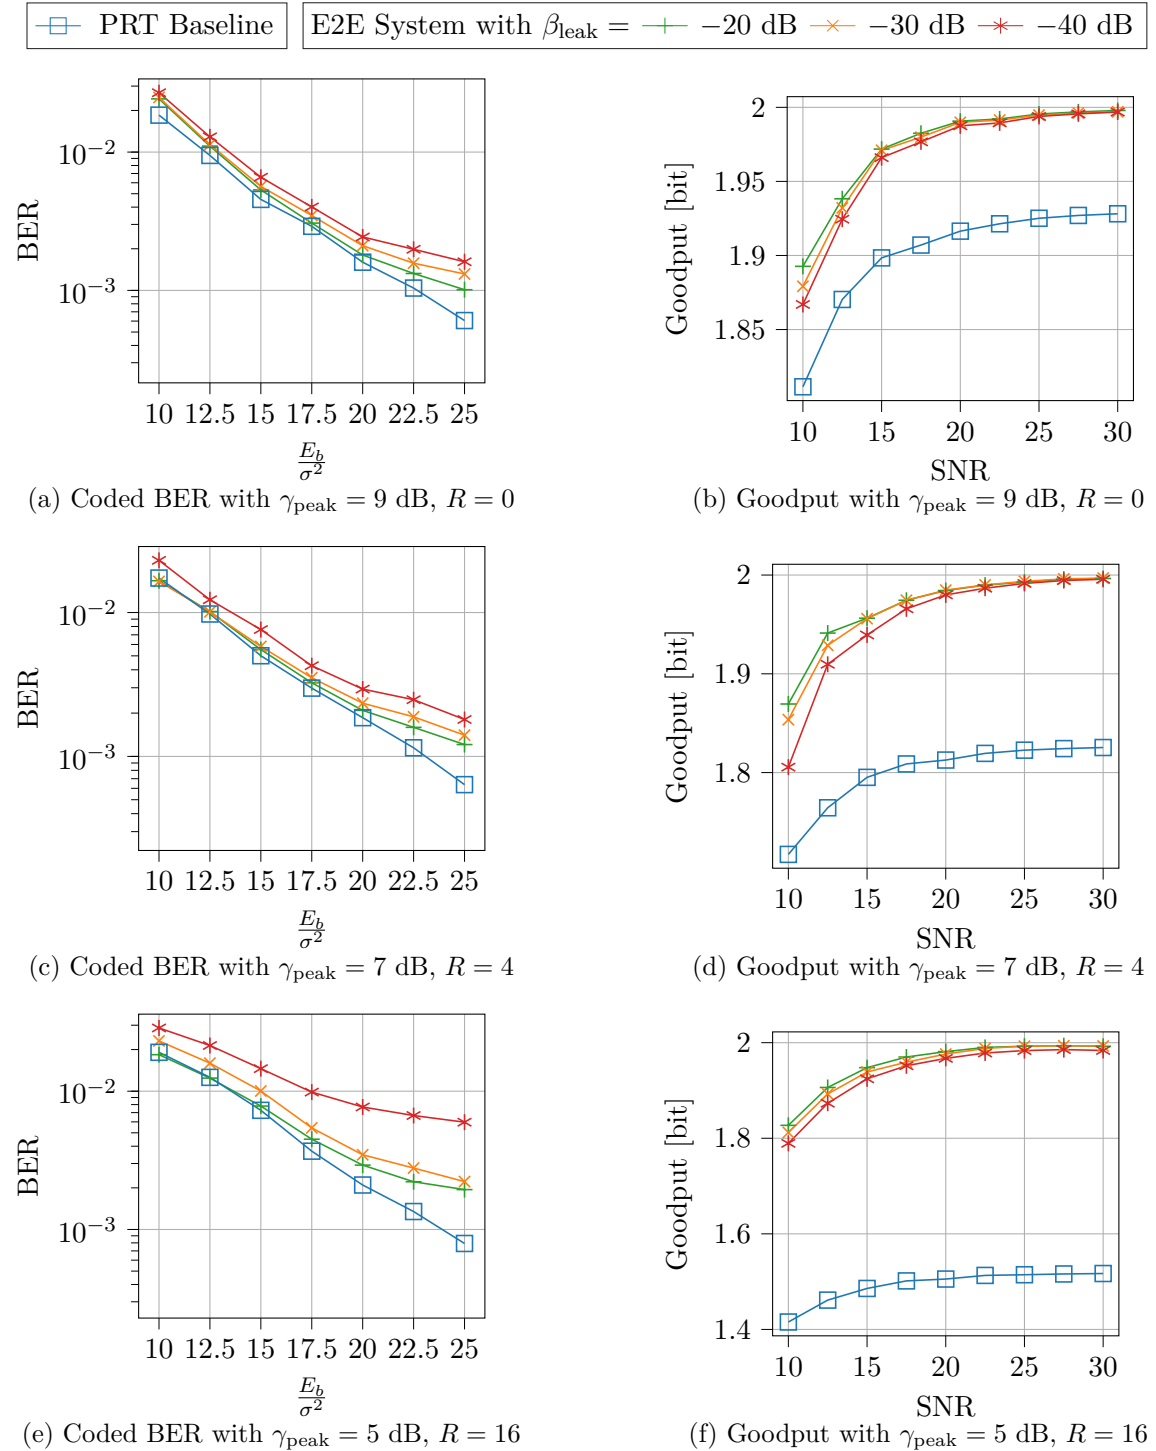 PRT Baseline
E2E System with β_leak = −20 dB −30 dB −40 dB
BER
10⁻²
10⁻³
10 12.5 15 17.5 20 22.5 25
E_b/σ²
(a) Coded BER with γ_peak = 9 dB, R = 0
Goodput [bit]
2
1.95
1.9
1.85
10 15 20 25 30
SNR
(b) Goodput with γ_peak = 9 dB, R = 0
BER
10⁻²
10⁻³
10 12.5 15 17.5 20 22.5 25
E_b/σ²
(c) Coded BER with γ_peak = 7 dB, R = 4
Goodput [bit]
2
1.9
1.8
10 15 20 25 30
SNR
(d) Goodput with γ_peak = 7 dB, R = 4
BER
10⁻²
10⁻³
10 12.5 15 17.5 20 22.5 25
E_b/σ²
(e) Coded BER with γ_peak = 5 dB, R = 16
Goodput [bit]
2
1.8
1.6
1.4
10 15 20 25 30
SNR
(f) Goodput with γ_peak = 5 dB, R = 16